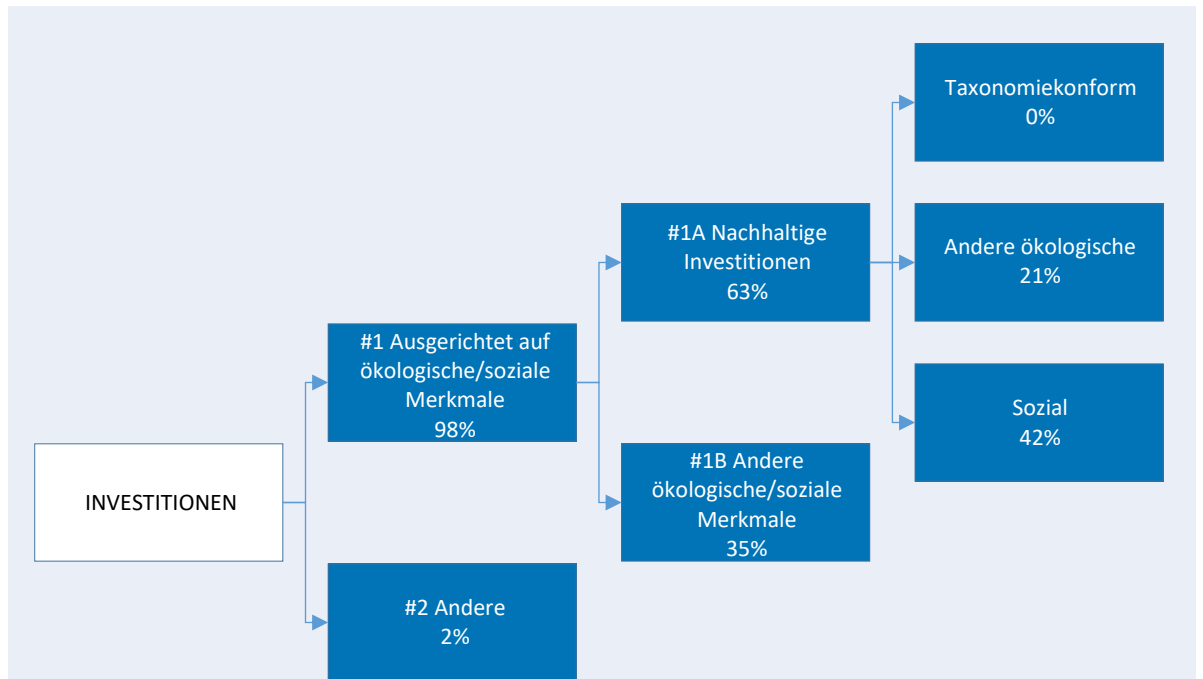 INVESTITIONEN
#1 Ausgerichtet auf
ökologische/soziale
Merkmale
98%
#2 Andere
2%
#1A Nachhaltige
Investitionen
63%
#1B Andere
ökologische/soziale
Merkmale
35%
Taxonomiekonform
0%
Andere ökologische
21%
Sozial
42%